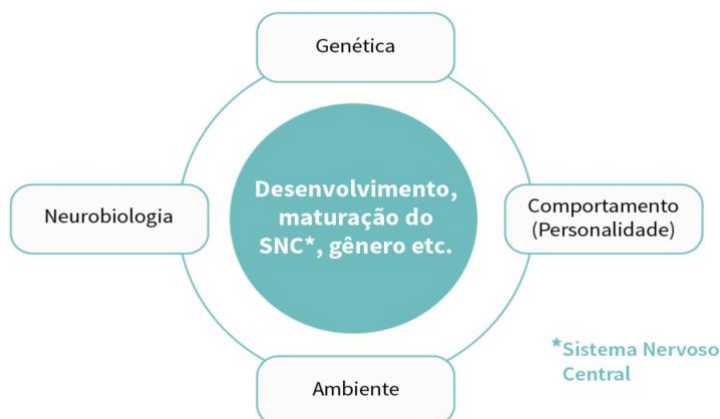 Genética
Neurobiologia
Desenvolvimento,
maturação do
SNC*, gênero etc.
Comportamento
(Personalidade)
*Sistema Nervoso
Central
Ambiente